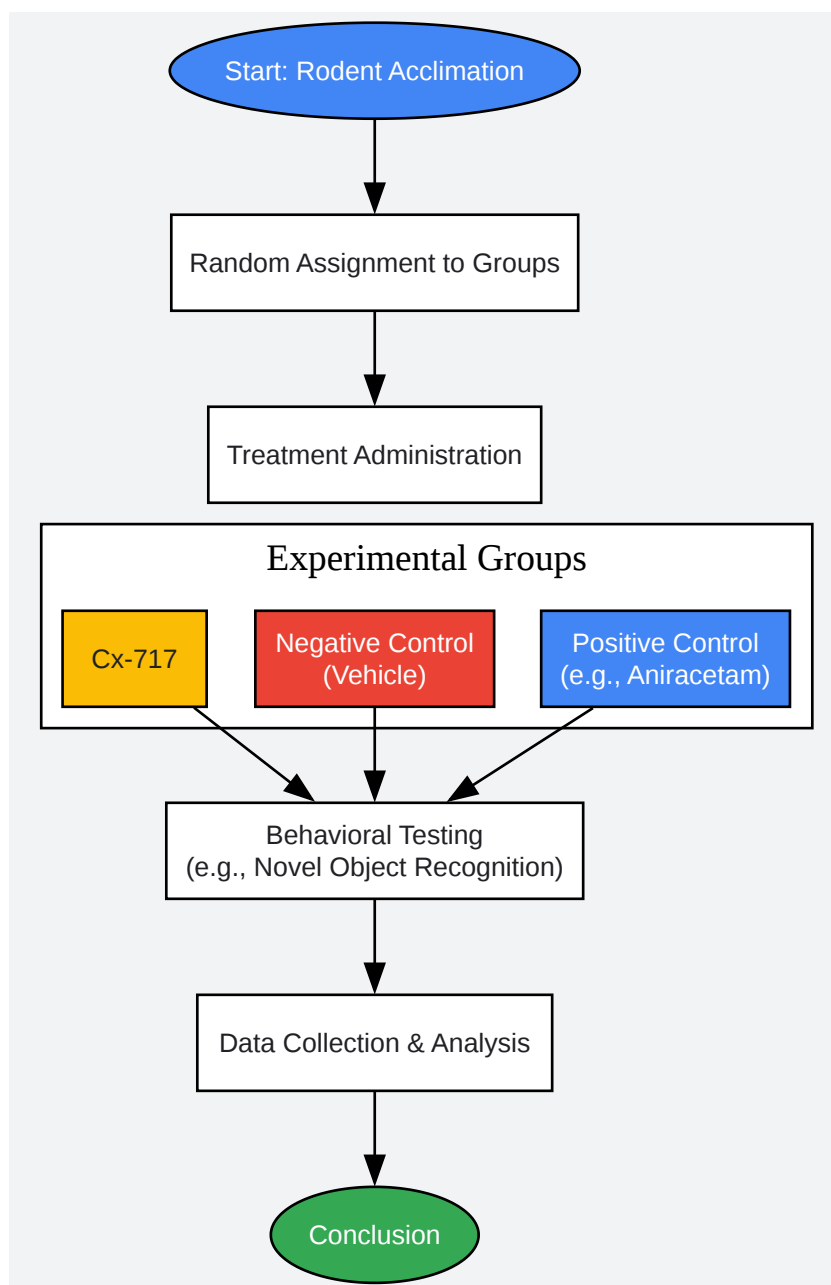 Start: Rodent Acclimation
Random Assignment to Groups
Treatment Administration
Experimental Groups
Cx-717
Negative Control
(Vehicle)
Positive Control
(e.g., Aniracetam)
Behavioral Testing
(e.g., Novel Object Recognition)
Data Collection & Analysis
Conclusion